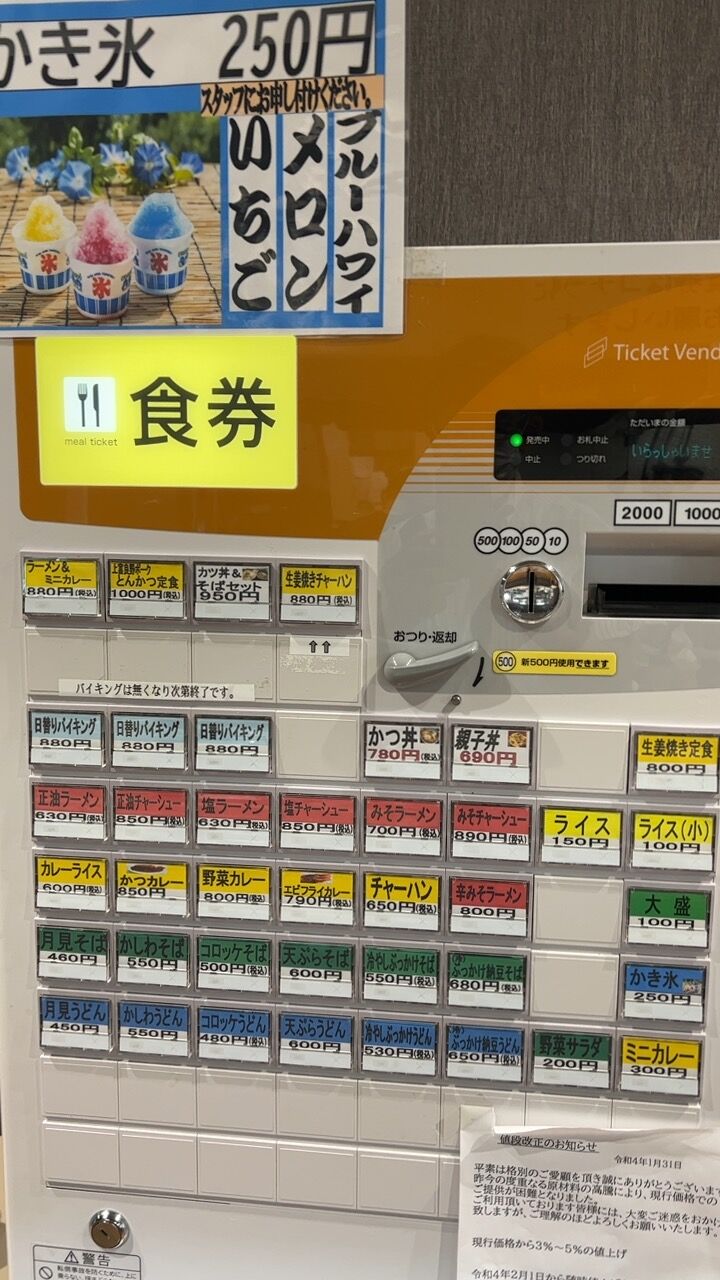 かき氷 250円
スタッフにお申し付けください。
ブルーハワイ
メロン
いちご
氷 氷 氷
Ticket Vend
食券
meal ticket
ただいまの金額
発売中 お札中止
中止 つり切れ
いらっしゃいませ
2000 1000
500 100 50 10
おつり・返却
500 新500円使用できます
ラーメン&ミニカレー
880円(税込)
上富良野ポーク
とんかつ定食
1000円(税込)
カツ丼&
そばセット
950円
生姜焼きチャーハン
880円(税込)
⇧⇧
バイキングは無くなり次第終了です。
日替りバイキング 880円
日替りバイキング 880円
日替りバイキング 880円
かつ丼 780円(税込)
親子丼 690円
生姜焼き定食 800円
正油ラーメン 630円(税込)
正油チャーシュー 850円(税込)
塩ラーメン 630円(税込)
塩チャーシュー 850円(税込)
みそラーメン 700円(税込)
みそチャーシュー 890円(税込)
ライス 150円
ライス(小) 100円
カレーライス 600円(税込)
かつカレー 850円(税込)
野菜カレー 800円(税込)
エビフライカレー 790円(税込)
チャーハン 650円(税込)
辛みそラーメン 800円
大盛 100円
月見そば 460円
かしわそば 550円
コロッケそば 500円(税込)
天ぷらそば 600円
冷やしぶっかけそば 550円(税込)
(冷)ぶっかけ納豆そば 680円(税込)
かき氷 250円
月見うどん 450円
かしわうどん 550円
コロッケうどん 480円(税込)
天ぷらうどん 600円
冷やしぶっかけうどん 530円(税込)
ぶっかけ納豆うどん 650円(税込)
野菜サラダ 200円
ミニカレー 300円
値段改正のお知らせ
令和4年1月31日
平素は格別のご愛顧を頂き誠にありがとうございます
昨今の度重なる原材料の高騰により、現行価格での
ご提供が困難となりました。
ご利用頂いております皆様には、大変ご迷惑をおかけ
致しますが、ご理解のほどよろしくお願いいたします。
現行価格から3%～5%の値上げ
令和4年2月1日から随時
警告
転倒事故を防ぐために、上に
乗らない